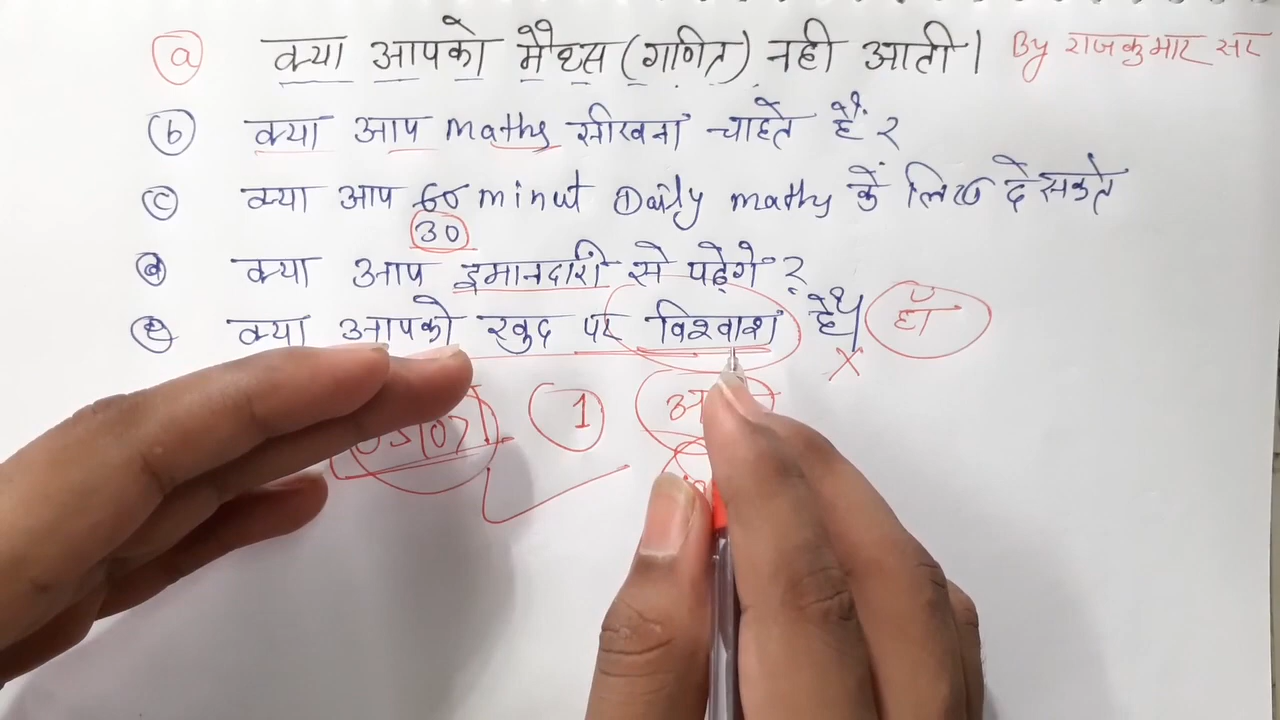 a क्या आपको मैथ्स (गणित) नही आती। By राजकुमार सर
b क्या आप maths सीखना चाहते हैं ?
c क्या आप 60 minut Daily maths कें लिए दे सकते
30
d क्या आप इमानदारी से पढ़ेगें ?
e क्या आपको खुद पर विश्वाश है हाँ
X
1